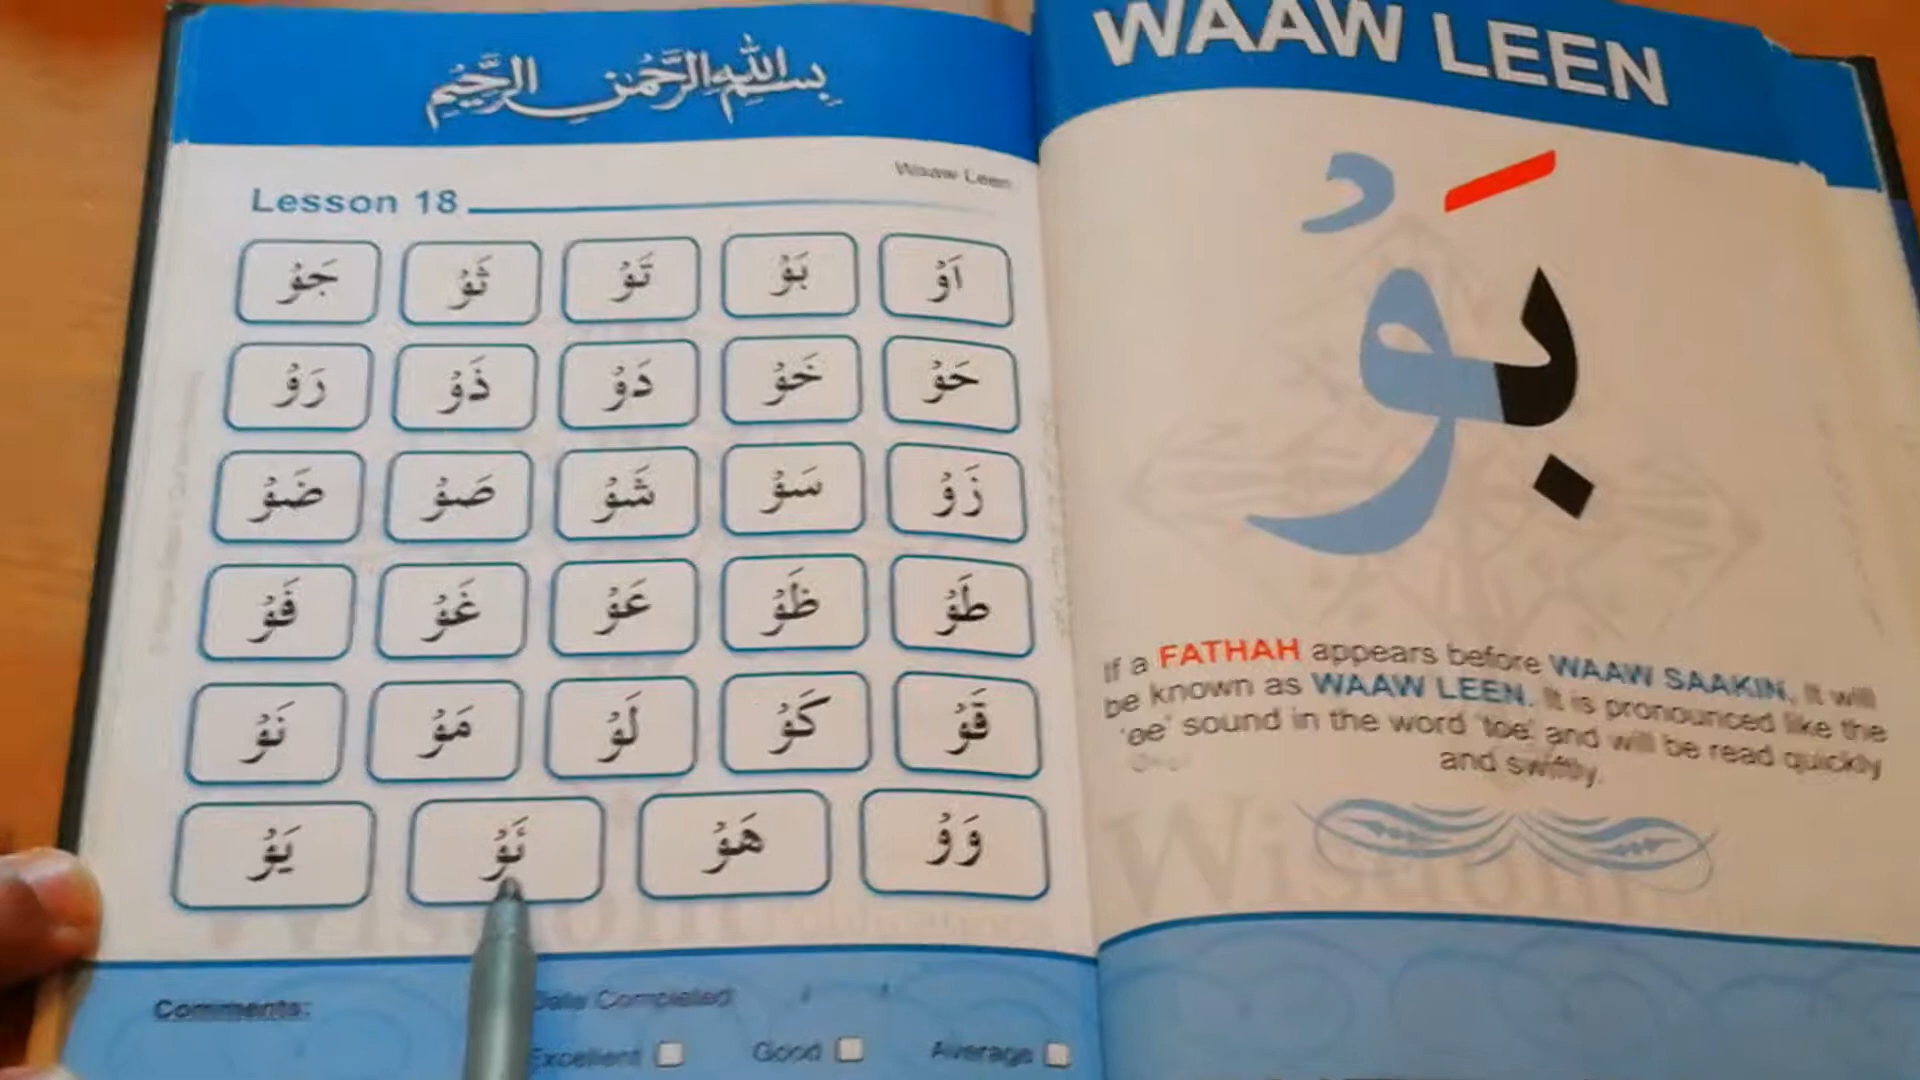 بِسْمِ اللهِ الرَّحْمٰنِ الرَّحِيْمِ
Waaw Leen
Lesson 18
اَوْ بَوْ تَوْ ثَوْ جَوْ
حَوْ خَوْ دَوْ ذَوْ رَوْ
زَوْ سَوْ شَوْ صَوْ ضَوْ
طَوْ ظَوْ عَوْ غَوْ فَوْ
قَوْ كَوْ لَوْ مَوْ نَوْ
وَوْ هَوْ ئَوْ يَوْ
Comments:
Date Completed / /
Excellent Good Average
WAAW LEEN
بَوْ
If a FATHAH appears before WAAW SAAKIN, it will
be known as WAAW LEEN. It is pronounced like the
'oe' sound in the word 'toe' and will be read quickly
and swiftly.
Wisdom